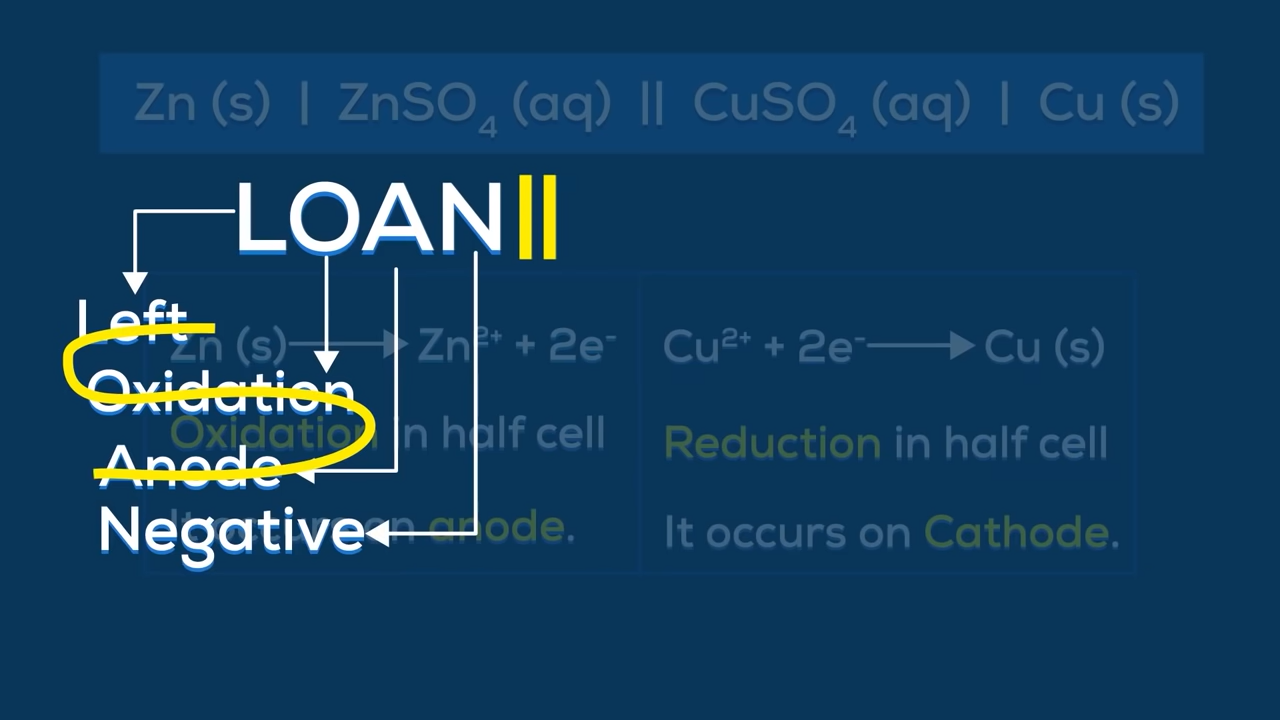 Zn (s) | ZnSO₄ (aq) || CuSO₄ (aq) | Cu (s)
LOAN||
Left
Zn (s) → Zn²⁺ + 2e⁻
Cu²⁺ + 2e⁻ → Cu (s)
Oxidation
Oxidation in half cell
Reduction in half cell
Anode
Negative
It occurs on anode.
It occurs on Cathode.